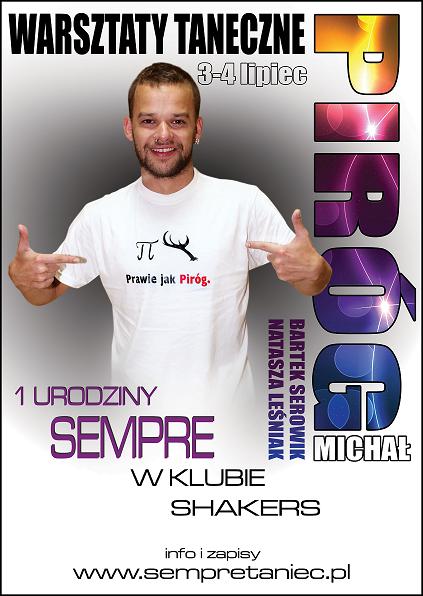 WARSZTATY TANECZNE
3-4 lipiec
PIRÓG
MICHAŁ
BARTEK SEROWIK
NATASZA LEŚNIAK
π
Prawie jak Piróg.
1 URODZINY
SEMPRE
W KLUBIE
SHAKERS
info i zapisy
www.sempretaniec.pl